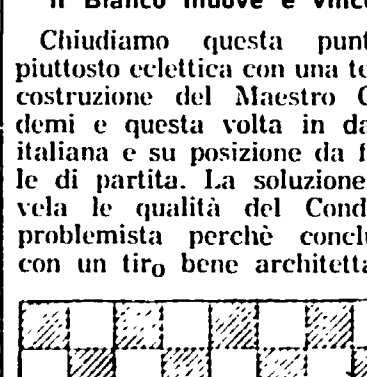 Il Bianco muove e vince
Chiudiamo questa punt
piuttosto eclettica con una te
costruzione del Maestro C
demi e questa volta in da
italiana e su posizione da f
le di partita. La soluzione
vela le qualità del Cond
problemista perchè conclu
con un tiro bene architetta